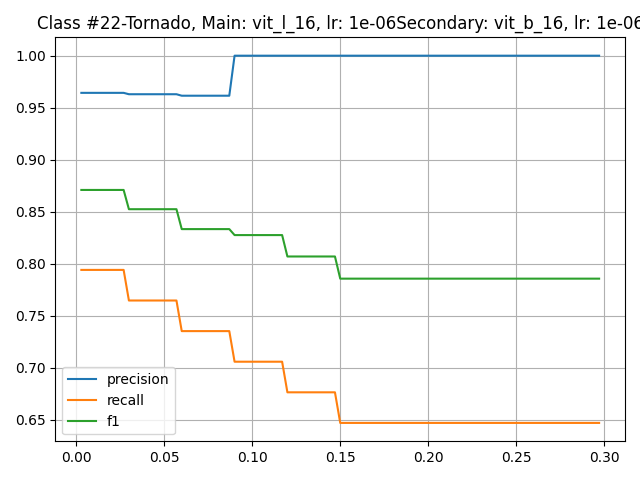 Class #22-Tornado, Main: vit_l_16, lr: 1e-06Secondary: vit_b_16, lr: 1e-06
1.00
0.95
0.90
0.85
0.80
0.75
0.70
0.65
precision
recall
f1
0.00 0.05 0.10 0.15 0.20 0.25 0.30